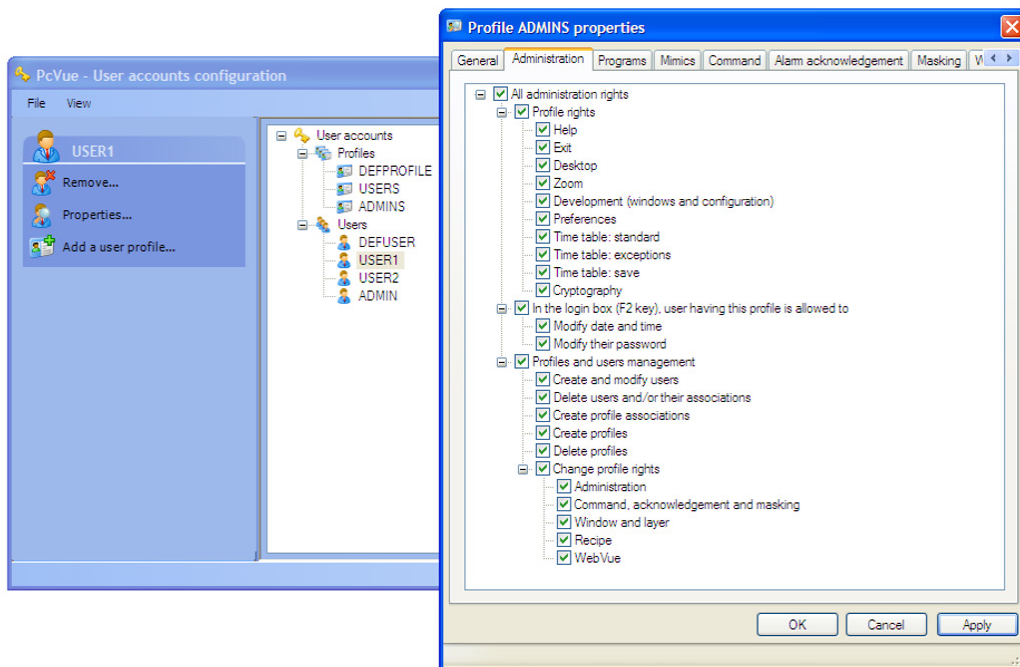 PcVue - User accounts configuration
File View
USER1
Remove...
Properties...
Add a user profile...
User accounts
Profiles
DEFPROFILE
USERS
ADMINS
Users
DEFUSER
USER1
USER2
ADMIN
Profile ADMINS properties
General Administration Programs Mimics Command Alarm acknowledgement Masking
All administration rights
Profile rights
Help
Exit
Desktop
Zoom
Development (windows and configuration)
Preferences
Time table: standard
Time table: exceptions
Time table: save
Cryptography
In the login box (F2 key), user having this profile is allowed to
Modify date and time
Modify their password
Profiles and users management
Create and modify users
Delete users and/or their associations
Create profile associations
Create profiles
Delete profiles
Change profile rights
Administration
Command, acknowledgement and masking
Window and layer
Recipe
WebVue
OK Cancel Apply